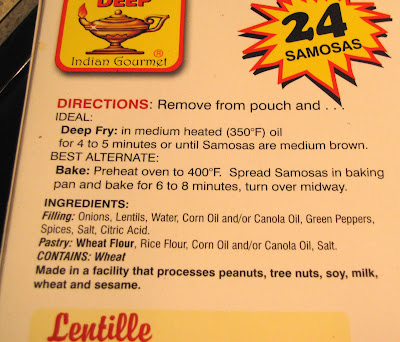 DEEP
Indian Gourmet
®
24
SAMOSAS
DIRECTIONS: Remove from pouch and . . .
IDEAL:
Deep Fry: in medium heated (350°F) oil
for 4 to 5 minutes or until Samosas are medium brown.
BEST ALTERNATE:
Bake: Preheat oven to 400°F. Spread Samosas in baking
pan and bake for 6 to 8 minutes, turn over midway.
INGREDIENTS:
Filling: Onions, Lentils, Water, Corn Oil and/or Canola Oil, Green Peppers,
Spices, Salt, Citric Acid.
Pastry: Wheat Flour, Rice Flour, Corn Oil and/or Canola Oil, Salt.
CONTAINS: Wheat
Made in a facility that processes peanuts, tree nuts, soy, milk,
wheat and sesame.
Lentille